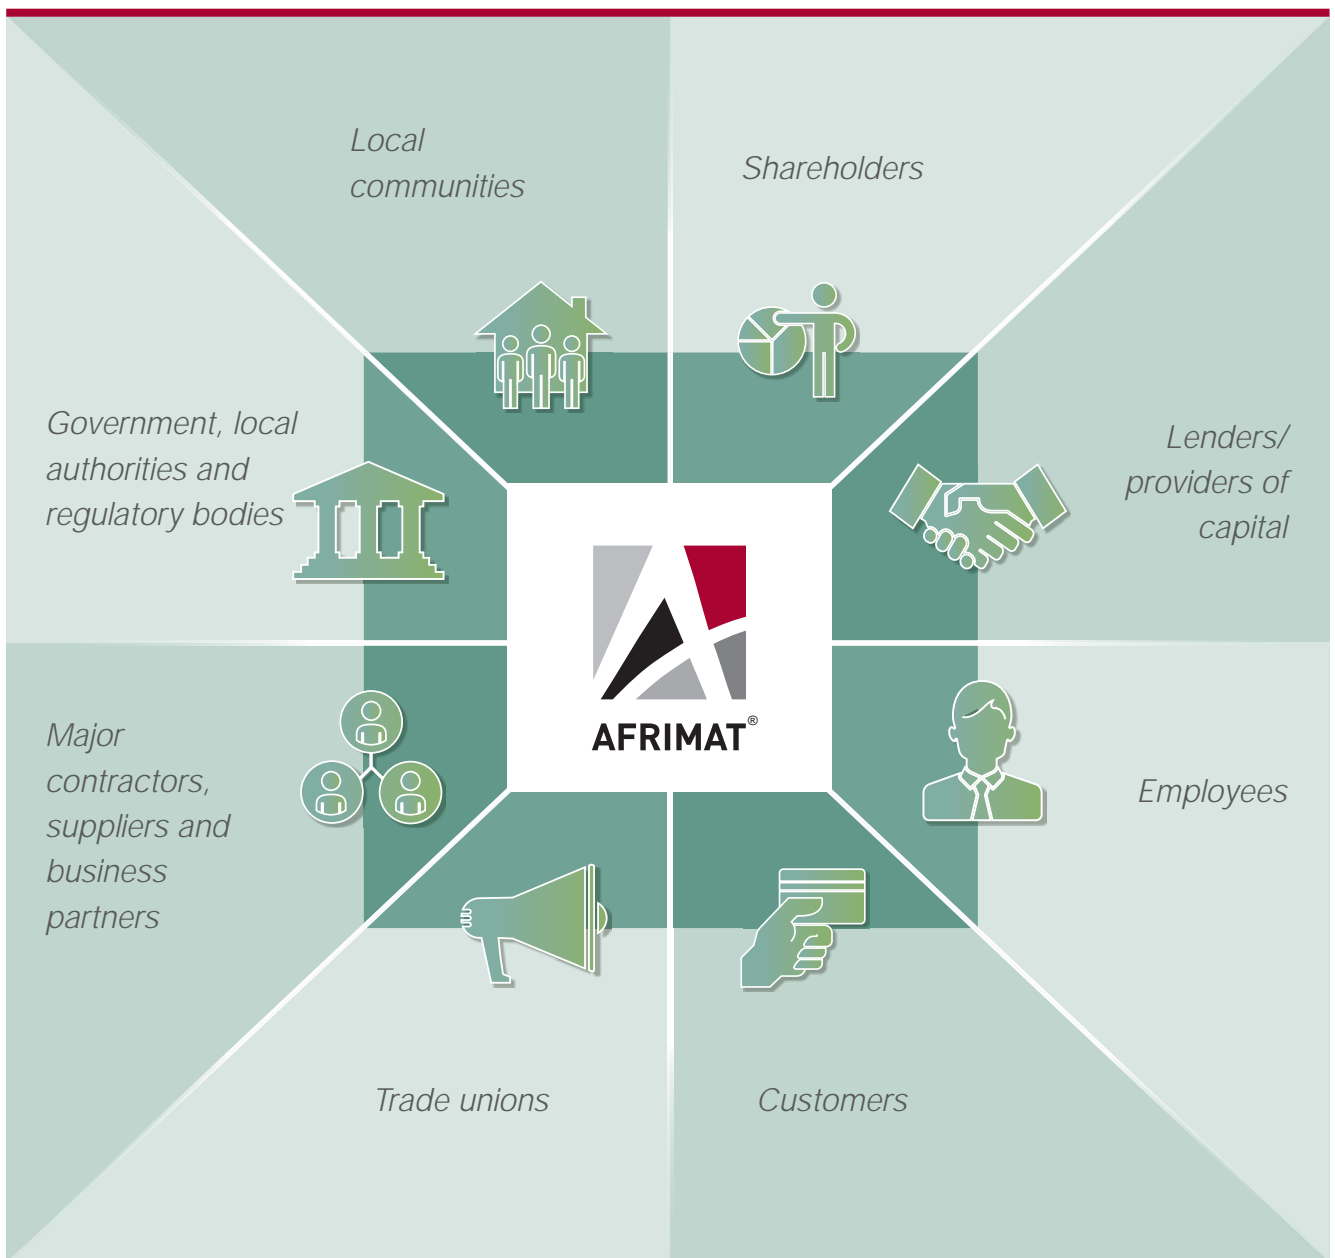 Local
communities
Shareholders
Government, local
authorities and
regulatory bodies
Lenders/
providers of
capital
AFRIMAT®
Major
contractors,
suppliers and
business
partners
Employees
Trade unions
Customers